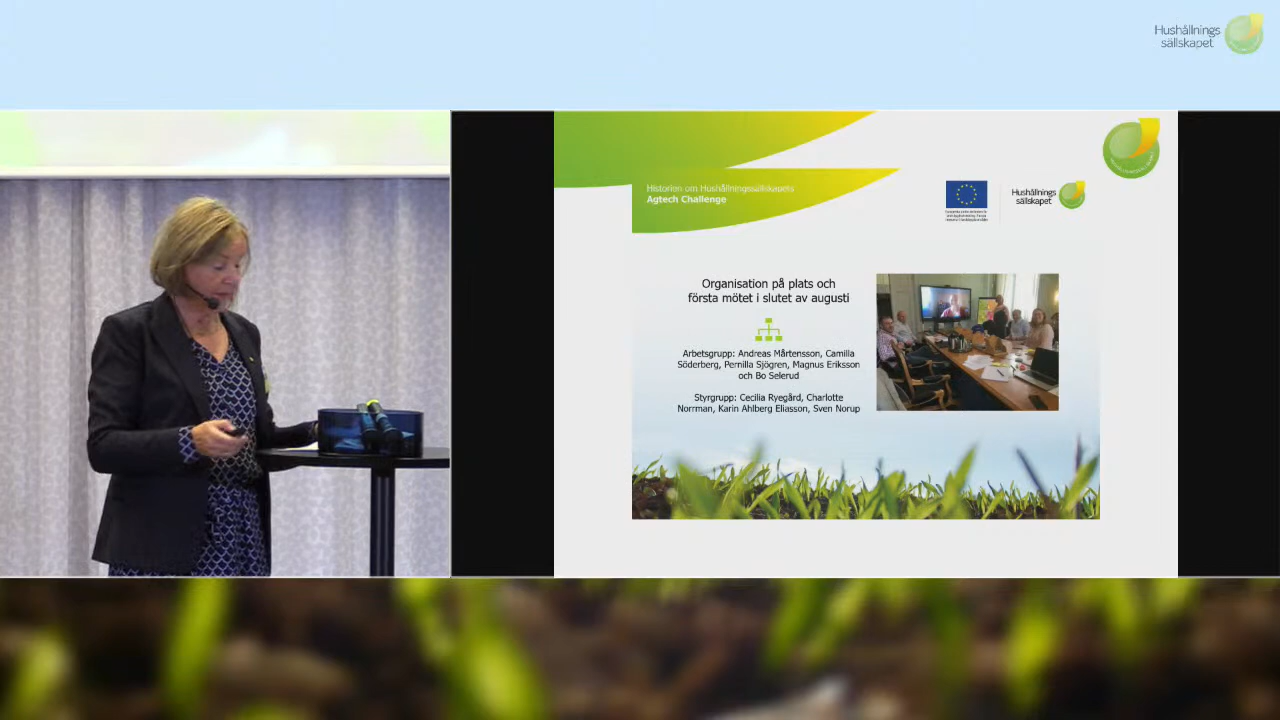 Hushållnings
sällskapet
Historien om Hushållningssällskapets
Agtech Challenge
Hushållnings
sällskapet
Organisation på plats och
första mötet i slutet av augusti
Arbetsgrupp: Andreas Mårtensson, Camilla
Söderberg, Pernilla Sjögren, Magnus Eriksson
och Bo Selerud
Styrgrupp: Cecilia Ryegård, Charlotte
Norrman, Karin Ahlberg Eliasson, Sven Norup